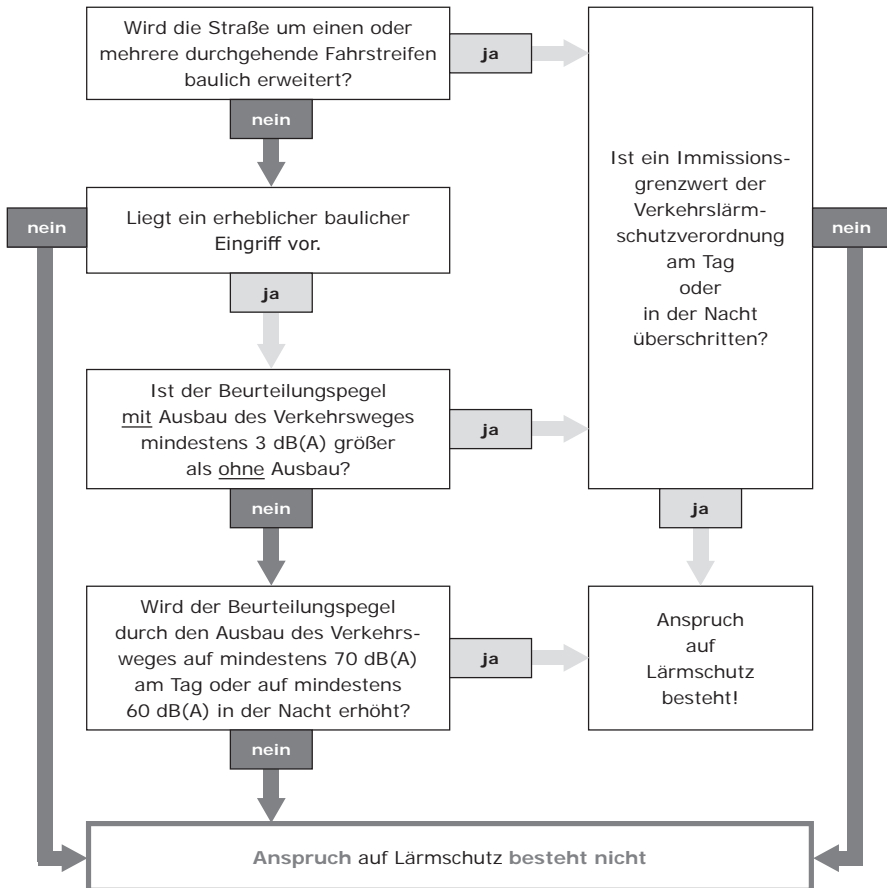 Wird die Straße um einen oder
mehrere durchgehende Fahrstreifen
baulich erweitert?
ja
nein
Ist ein Immissions-
grenzwert der
Verkehrslärm-
schutzverordnung
am Tag
oder
in der Nacht
überschritten?
nein
Liegt ein erheblicher baulicher
Eingriff vor.
nein
ja
Ist der Beurteilungspegel
mit Ausbau des Verkehrsweges
mindestens 3 dB(A) größer
als ohne Ausbau?
ja
nein
ja
Wird der Beurteilungspegel
durch den Ausbau des Verkehrs-
weges auf mindestens 70 dB(A)
am Tag oder auf mindestens
60 dB(A) in der Nacht erhöht?
ja
Anspruch
auf
Lärmschutz
besteht!
nein
Anspruch auf Lärmschutz besteht nicht